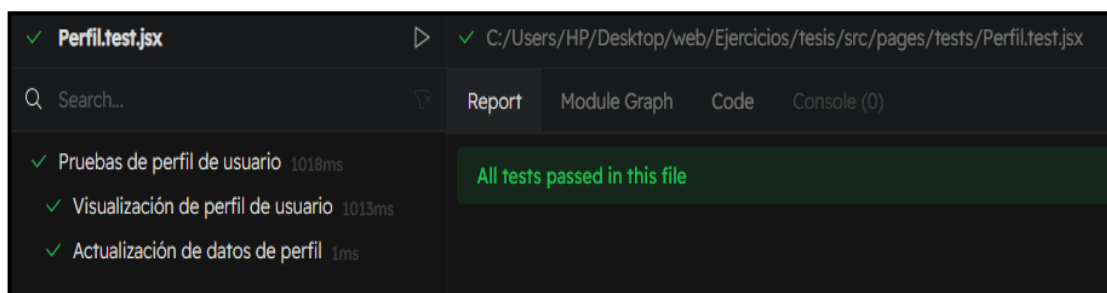 Perfil.test.jsx
C:/Users/HP/Desktop/web/Ejercicios/tesis/src/pages/tests/Perfil.test.jsx
Search...
Report Module Graph Code Console (0)
Pruebas de perfil de usuario 1018ms
Visualización de perfil de usuario 1013ms
Actualización de datos de perfil 1ms
All tests passed in this file